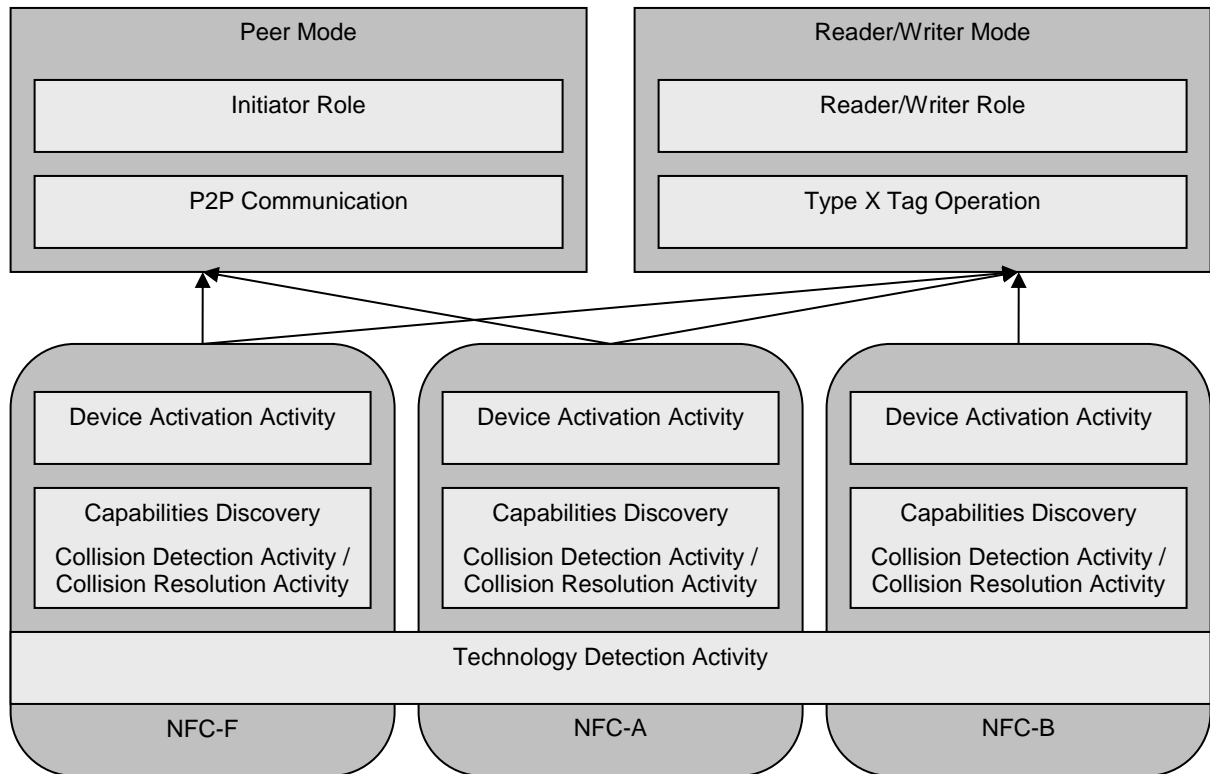 Peer Mode
Initiator Role
P2P Communication
Reader/Writer Mode
Reader/Writer Role
Type X Tag Operation
Device Activation Activity
Capabilities Discovery
Collision Detection Activity /
Collision Resolution Activity
Device Activation Activity
Capabilities Discovery
Collision Detection Activity /
Collision Resolution Activity
Device Activation Activity
Capabilities Discovery
Collision Detection Activity /
Collision Resolution Activity
Technology Detection Activity
NFC-F
NFC-A
NFC-B